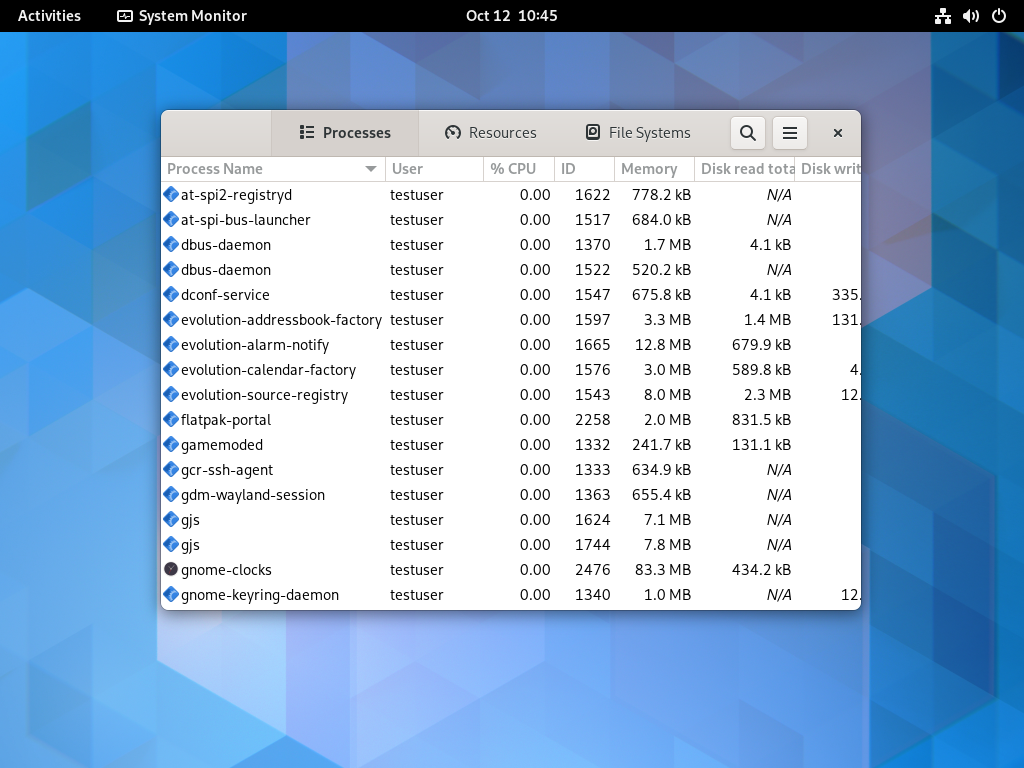 Activities System Monitor Oct 12 10:45
Processes Resources File Systems
Process Name User % CPU ID Memory Disk read tota Disk writ
at-spi2-registryd testuser 0.00 1622 778.2 kB N/A
at-spi-bus-launcher testuser 0.00 1517 684.0 kB N/A
dbus-daemon testuser 0.00 1370 1.7 MB 4.1 kB
dbus-daemon testuser 0.00 1522 520.2 kB N/A
dconf-service testuser 0.00 1547 675.8 kB 4.1 kB 335.
evolution-addressbook-factory testuser 0.00 1597 3.3 MB 1.4 MB 131.
evolution-alarm-notify testuser 0.00 1665 12.8 MB 679.9 kB
evolution-calendar-factory testuser 0.00 1576 3.0 MB 589.8 kB 4.
evolution-source-registry testuser 0.00 1543 8.0 MB 2.3 MB 12.
flatpak-portal testuser 0.00 2258 2.0 MB 831.5 kB
gamemoded testuser 0.00 1332 241.7 kB 131.1 kB
gcr-ssh-agent testuser 0.00 1333 634.9 kB N/A
gdm-wayland-session testuser 0.00 1363 655.4 kB N/A
gjs testuser 0.00 1624 7.1 MB N/A
gjs testuser 0.00 1744 7.8 MB N/A
gnome-clocks testuser 0.00 2476 83.3 MB 434.2 kB
gnome-keyring-daemon testuser 0.00 1340 1.0 MB N/A 12.